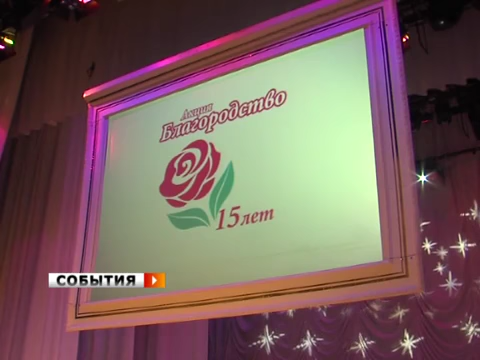 Акция
Благородство
15 лет
СОБЫТИЯ